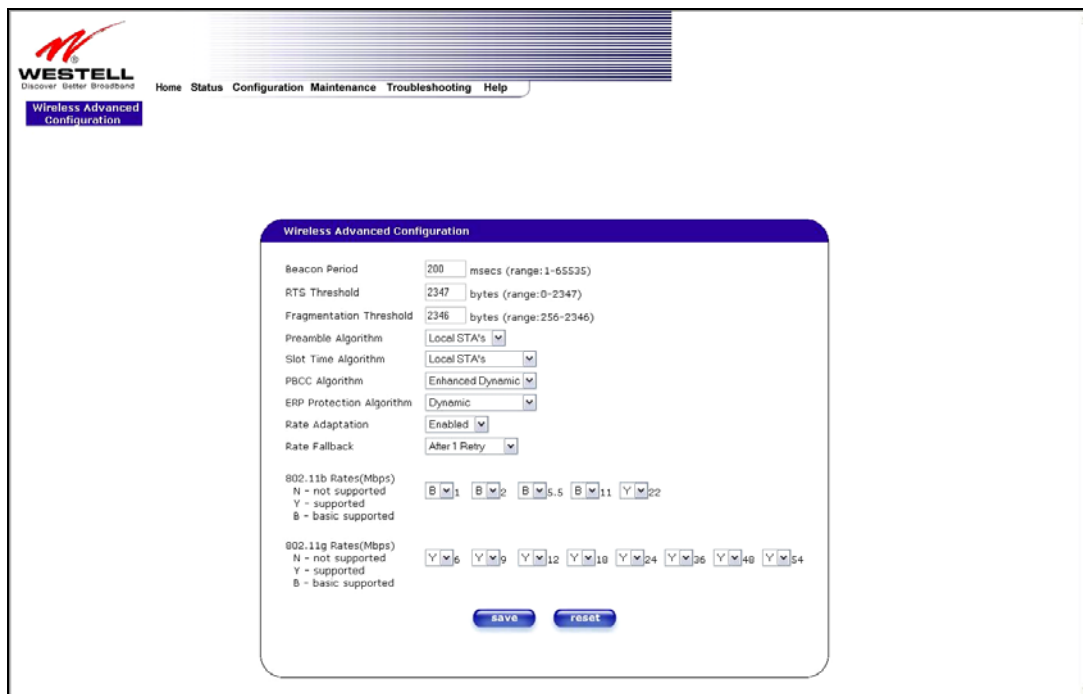 WESTELL
Discover Better Broadband
Home Status Configuration Maintenance Troubleshooting Help
Wireless Advanced
Configuration
Wireless Advanced Configuration
Beacon Period 200 msecs (range:1-65535)
RTS Threshold 2347 bytes (range:0-2347)
Fragmentation Threshold 2346 bytes (range:256-2346)
Preamble Algorithm Local STA's
Slot Time Algorithm Local STA's
PBCC Algorithm Enhanced Dynamic
ERP Protection Algorithm Dynamic
Rate Adaptation Enabled
Rate Fallback After 1 Retry
802.11b Rates(Mbps)
N - not supported
Y - supported
B - basic supported
B 1 B 2 B 5.5 B 11 Y 22
802.11g Rates(Mbps)
N - not supported
Y - supported
B - basic supported
Y 6 Y 9 Y 12 Y 18 Y 24 Y 36 Y 48 Y 54
save reset